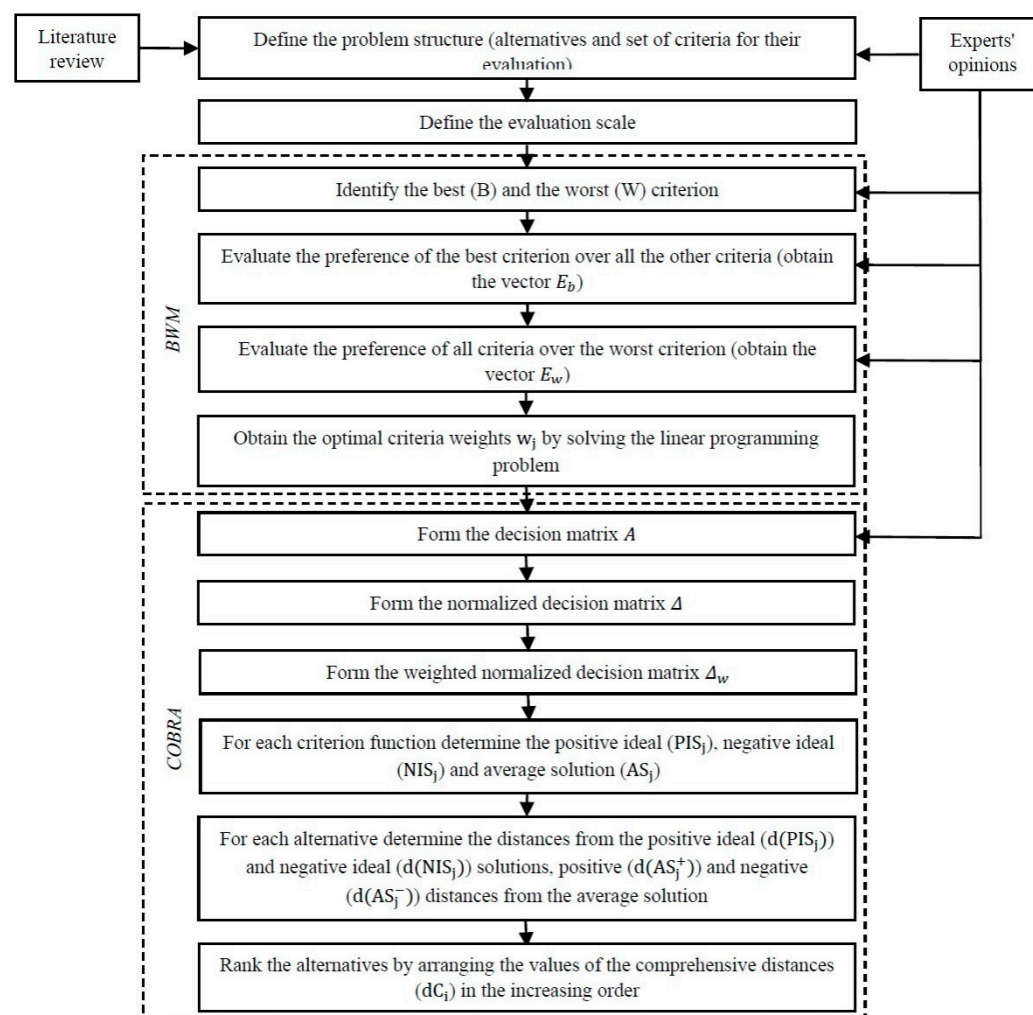 Literature
review
Define the problem structure (alternatives and set of criteria for their
evaluation)
Experts'
opinions
Define the evaluation scale
BWM
Identify the best (B) and the worst (W) criterion
Evaluate the preference of the best criterion over all the other criteria (obtain
the vector E_b)
Evaluate the preference of all criteria over the worst criterion (obtain the
vector E_w)
Obtain the optimal criteria weights w_j by solving the linear programming
problem
COBRA
Form the decision matrix A
Form the normalized decision matrix Δ
Form the weighted normalized decision matrix Δ_w
For each criterion function determine the positive ideal (PIS_j), negative ideal
(NIS_j) and average solution (AS_j)
For each alternative determine the distances from the positive ideal (d(PIS_j))
and negative ideal (d(NIS_j)) solutions, positive (d(AS_j^+)) and negative
(d(AS_j^-)) distances from the average solution
Rank the alternatives by arranging the values of the comprehensive distances
(dC_i) in the increasing order